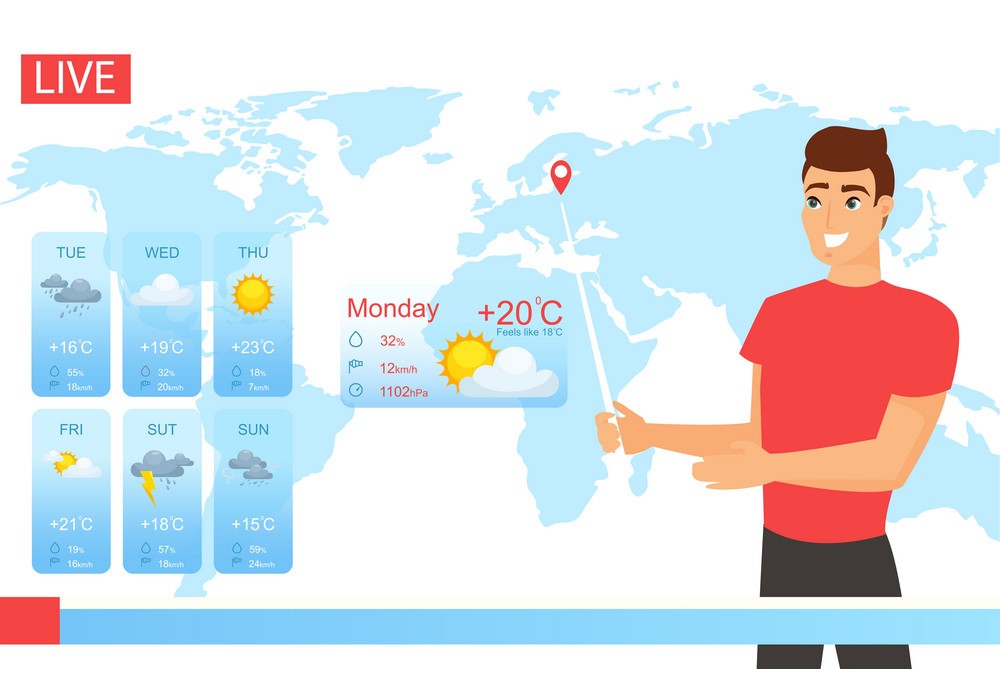 LIVE
TUE
+16°C
55%
18km/h
WED
+19°C
32%
20km/h
THU
+23°C
18%
7km/h
FRI
+21°C
19%
16km/h
SUT
+18°C
57%
18km/h
SUN
+15°C
59%
24km/h
Monday
+20°C
Feels like 18°C
32%
12km/h
1102hPa